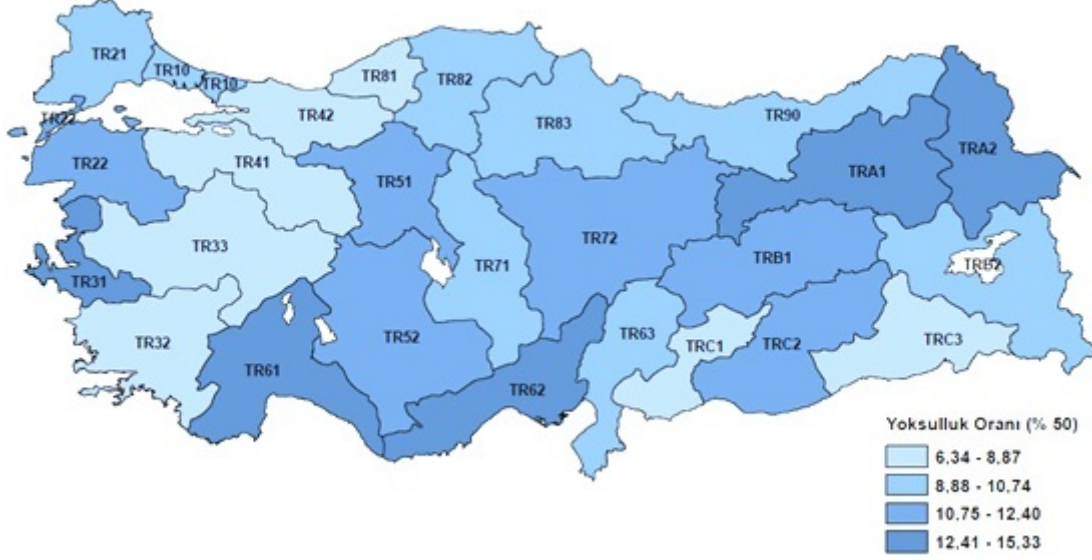 TR21
TR10
TR10
TR81
TR82
TR42
TR83
TR90
TR22
TR22
TR41
TR51
TRA1
TRA2
TR33
TR72
TRB1
TRB2
TR31
TR71
TR32
TR52
TR63
TRC1
TRC2
TRC3
TR61
TR62
Yoksulluk Oranı (% 50)
6,34 - 8,87
8,88 - 10,74
10,75 - 12,40
12,41 - 15,33